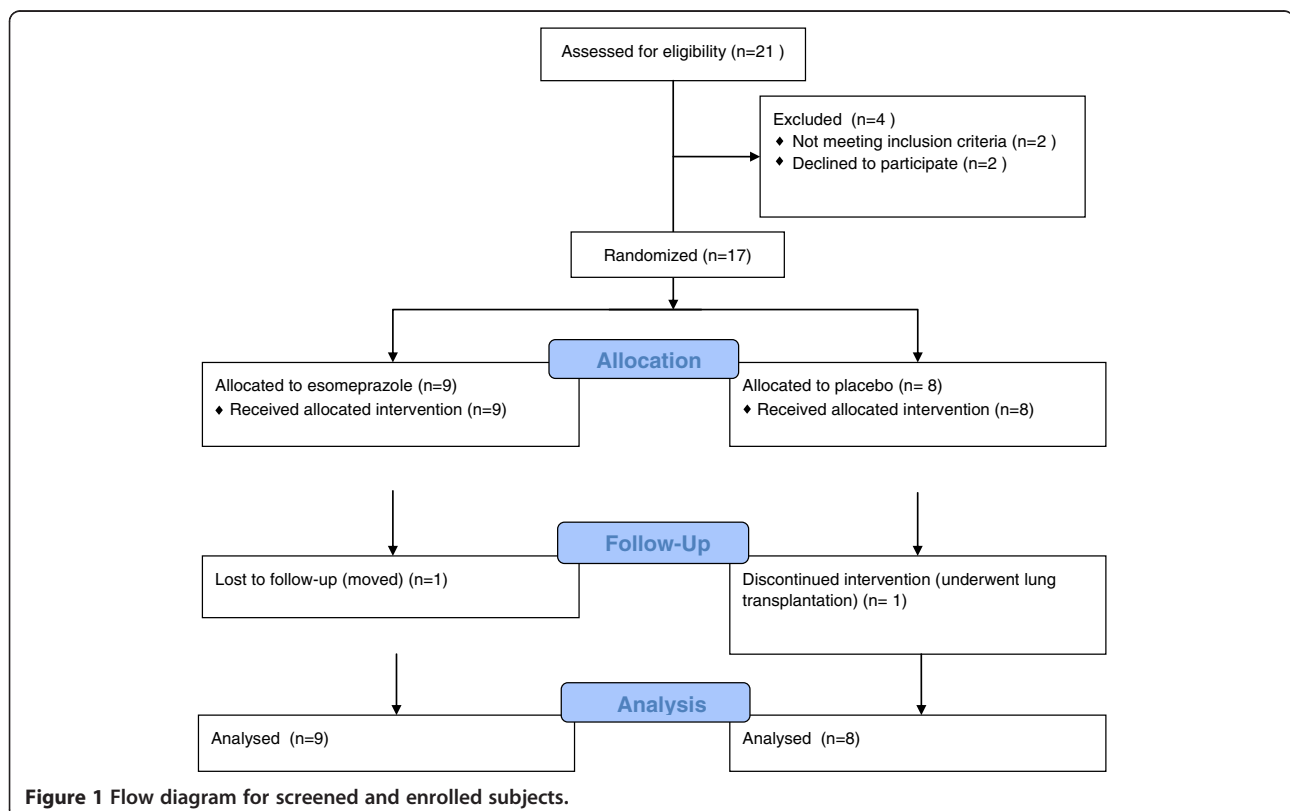 Assessed for eligibility (n=21 )
Excluded (n=4 )
♦ Not meeting inclusion criteria (n=2 )
♦ Declined to participate (n=2 )
Randomized (n=17)
Allocation
Allocated to esomeprazole (n=9)
♦ Received allocated intervention (n=9)
Allocated to placebo (n= 8)
♦ Received allocated intervention (n=8)
Follow-Up
Lost to follow-up (moved) (n=1)
Discontinued intervention (underwent lung
transplantation) (n= 1)
Analysis
Analysed (n=9)
Analysed (n=8)
Figure 1 Flow diagram for screened and enrolled subjects.